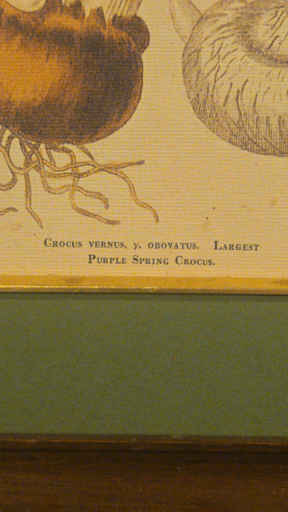 Crocus vernus, γ. obovatus. Largest
Purple Spring Crocus.